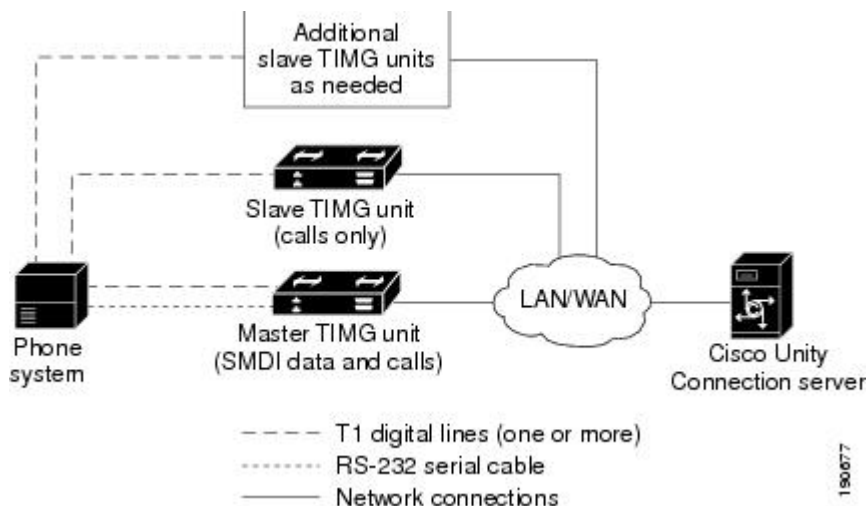 Additional
slave TIMG units
as needed
Slave TIMG unit
(calls only)
LAN/WAN
Phone
system
Master TIMG unit
(SMDI data and calls)
Cisco Unity
Connection server
T1 digital lines (one or more)
RS-232 serial cable
Network connections
190677